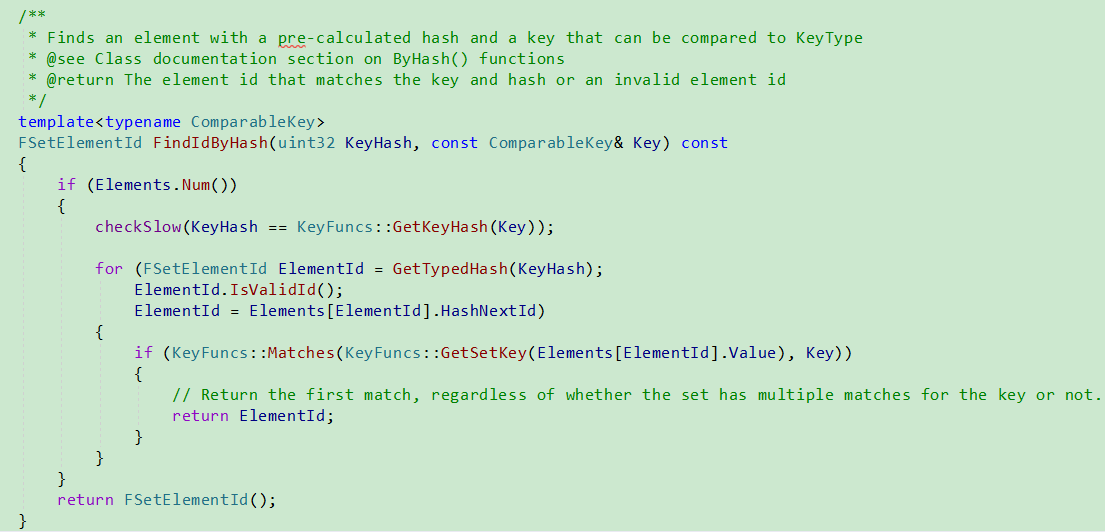 /**
 * Finds an element with a pre-calculated hash and a key that can be compared to KeyType
 * @see Class documentation section on ByHash() functions
 * @return The element id that matches the key and hash or an invalid element id
 */
template<typename ComparableKey>
FSetElementId FindIdByHash(uint32 KeyHash, const ComparableKey& Key) const
{
    if (Elements.Num())
    {
        checkSlow(KeyHash == KeyFuncs::GetKeyHash(Key));

        for (FSetElementId ElementId = GetTypedHash(KeyHash);
            ElementId.IsValidId();
            ElementId = Elements[ElementId].HashNextId)
        {
            if (KeyFuncs::Matches(KeyFuncs::GetSetKey(Elements[ElementId].Value), Key))
            {
                // Return the first match, regardless of whether the set has multiple matches for the key or not.
                return ElementId;
            }
        }
    }
    return FSetElementId();
}